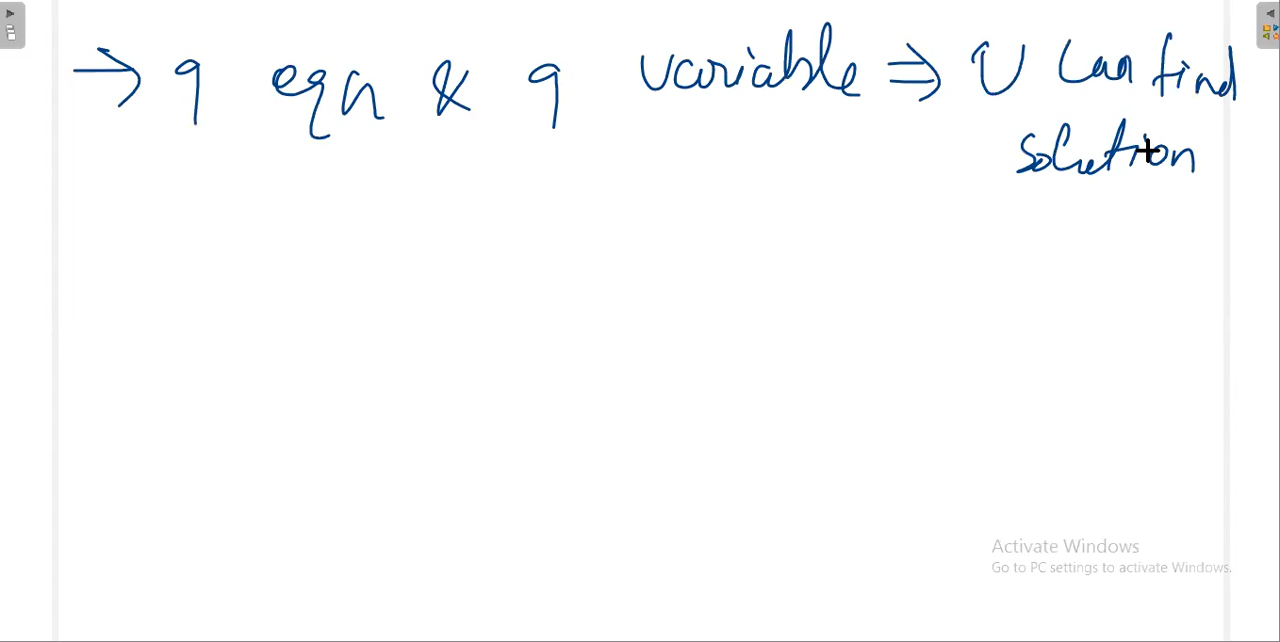 → 9 eqn & 9 variable ⇒ U can find
solution
Activate Windows
Go to PC settings to activate Windows.